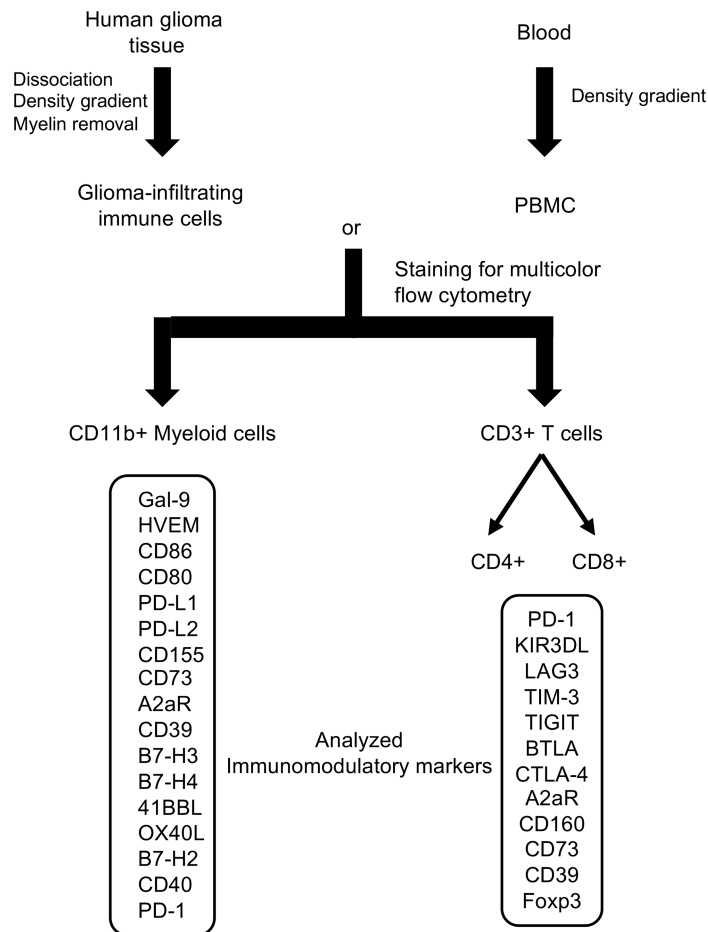 Human glioma
tissue
Blood
Dissociation
Density gradient
Myelin removal
Density gradient
Glioma-infiltrating
immune cells
PBMC
or
Staining for multicolor
flow cytometry
CD11b+ Myeloid cells
CD3+ T cells
CD4+
CD8+
Gal-9
HVEM
CD86
CD80
PD-L1
PD-L2
CD155
CD73
A2aR
CD39
B7-H3
B7-H4
41BBL
OX40L
B7-H2
CD40
PD-1
Analyzed
Immunomodulatory markers
PD-1
KIR3DL
LAG3
TIM-3
TIGIT
BTLA
CTLA-4
A2aR
CD160
CD73
CD39
Foxp3